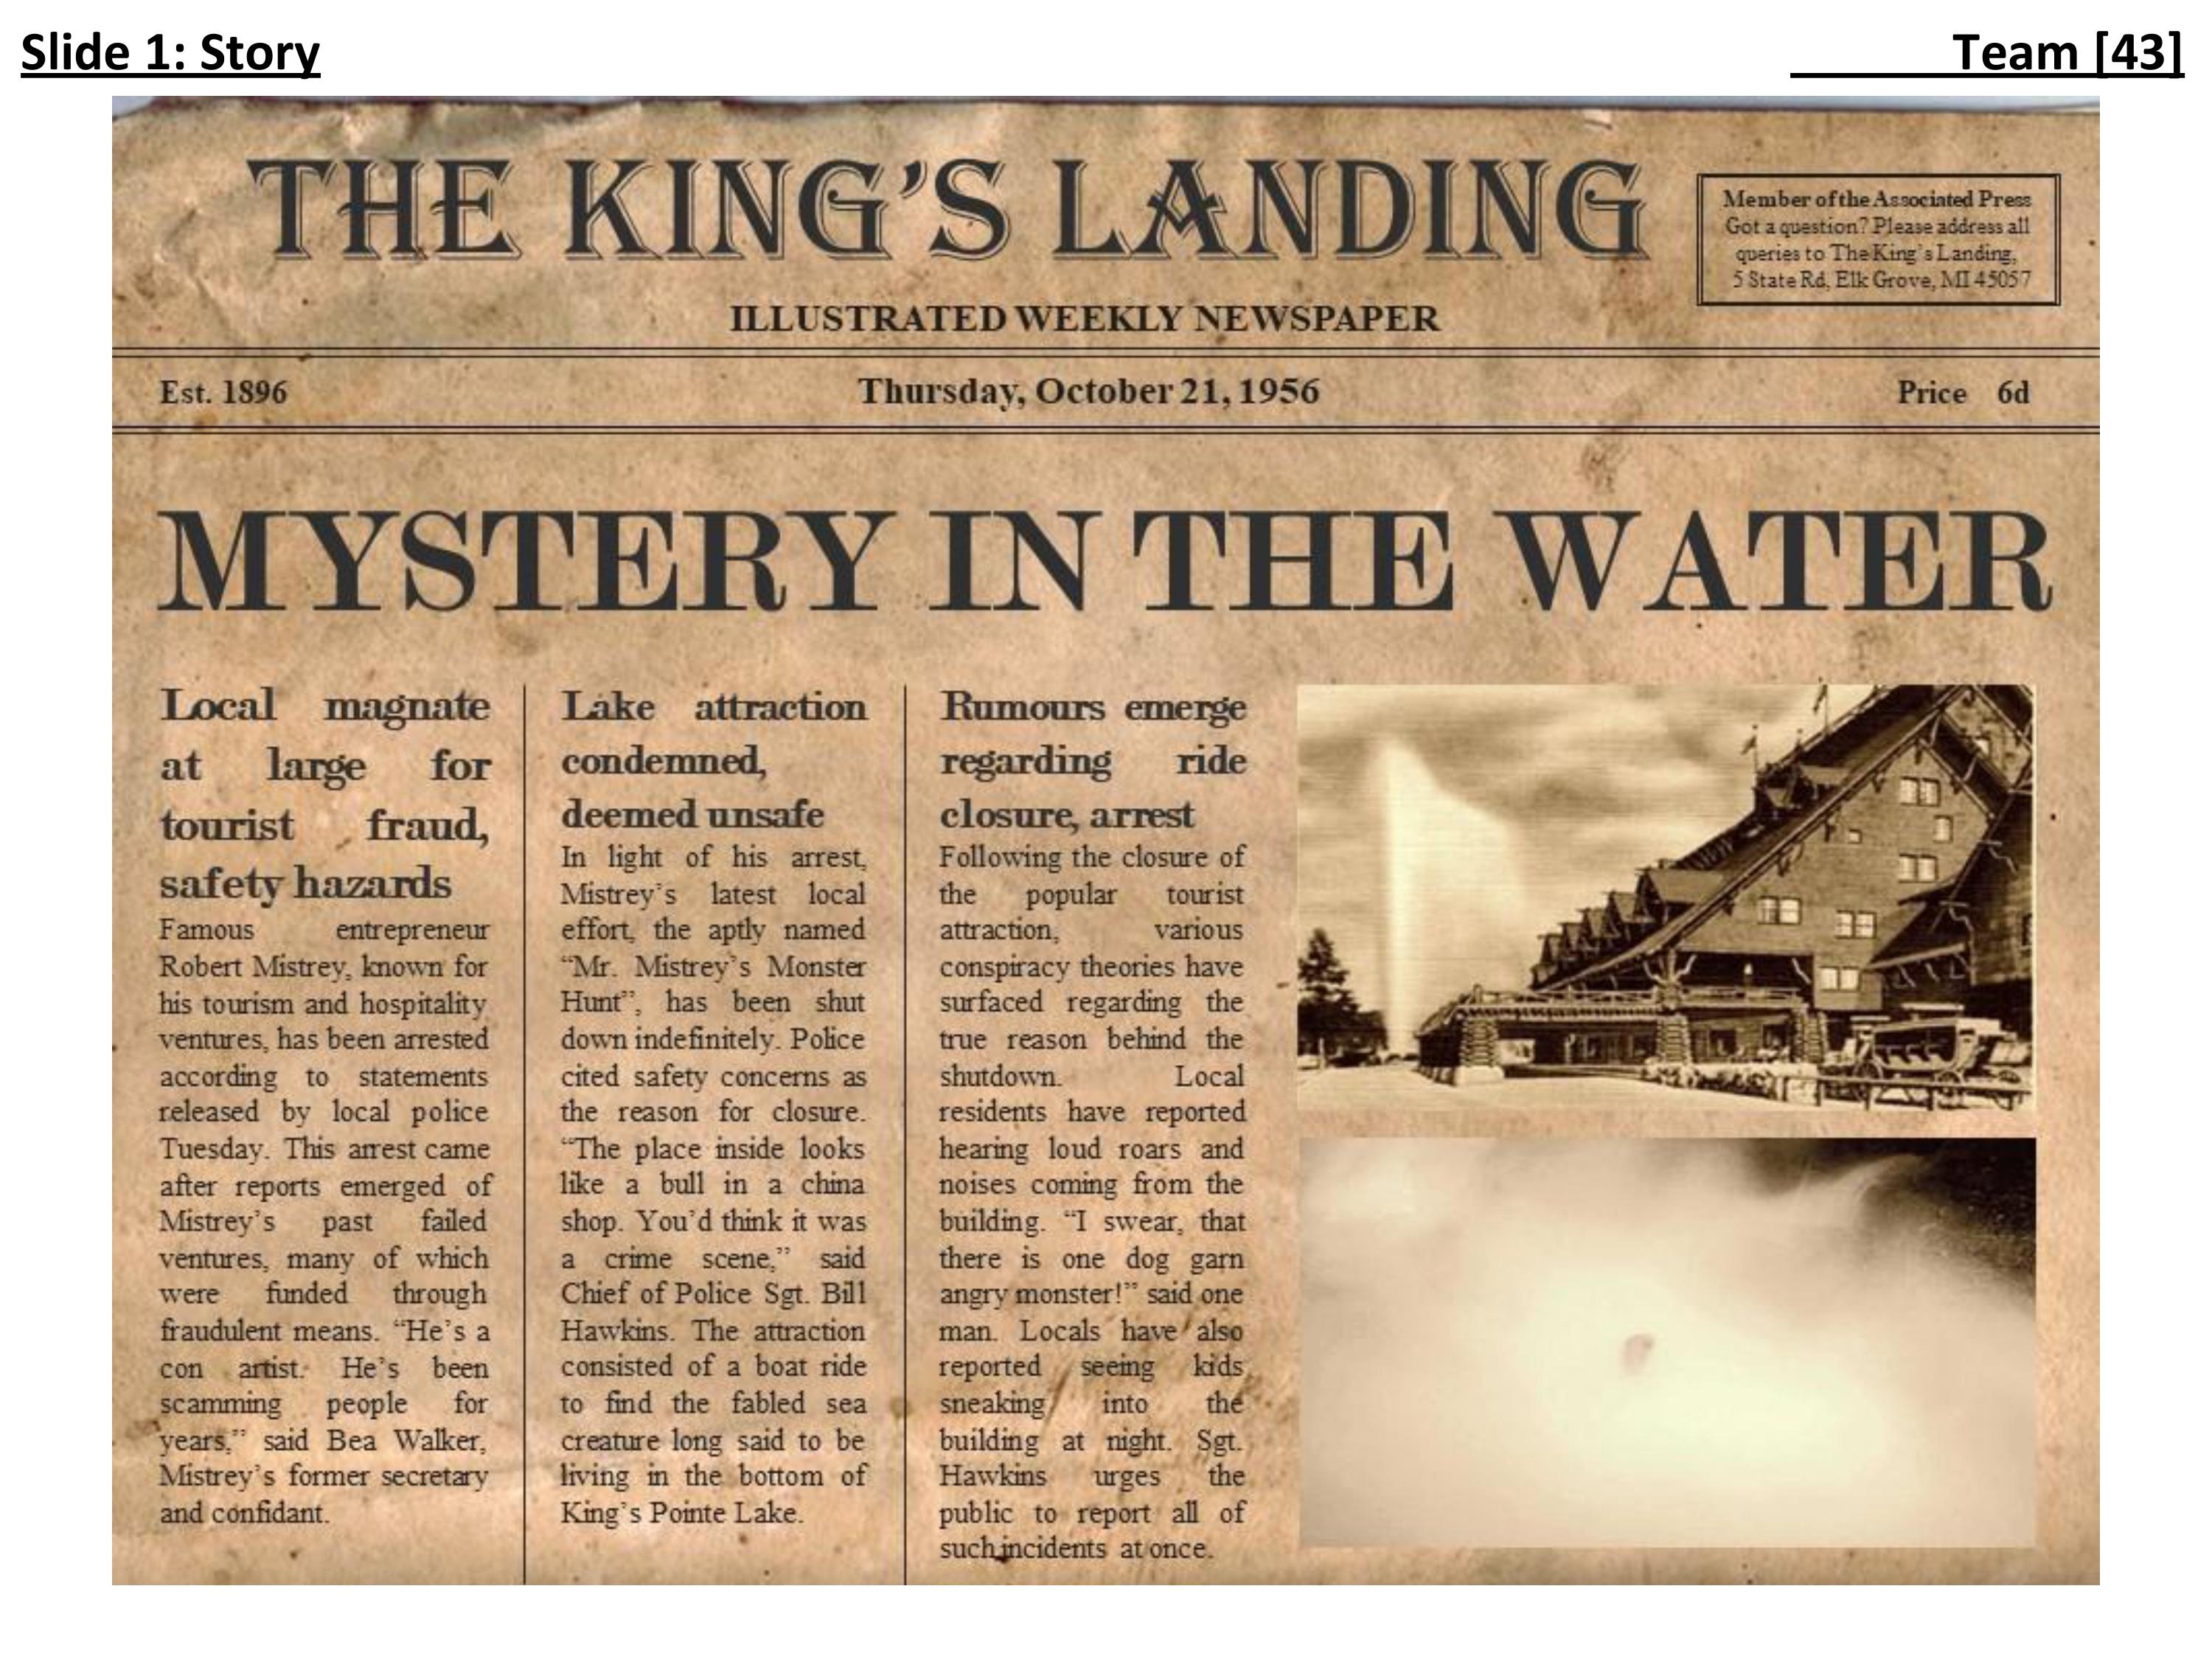 Slide 1: Story
Team [43]
THE KING'S LANDING
Member of the Associated Press
Got a question? Please address all
queries to The King's Landing,
5 State Rd, Elk Grove, MI 45057
ILLUSTRATED WEEKLY NEWSPAPER
Est. 1896
Thursday, October 21, 1956
Price 6d
MYSTERY IN THE WATER
Local magnate
at large for
tourist fraud,
safety hazards
Famous entrepreneur
Robert Mistrey, known for
his tourism and hospitality
ventures, has been arrested
according to statements
released by local police
Tuesday. This arrest came
after reports emerged of
Mistrey's past failed
ventures, many of which
were funded through
fraudulent means. “He's a
con artist. He's been
scamming people for
years,” said Bea Walker,
Mistrey's former secretary
and confidant.
Lake attraction
condemned,
deemed unsafe
In light of his arrest,
Mistrey's latest local
effort, the aptly named
“Mr. Mistrey's Monster
Hunt”, has been shut
down indefinitely. Police
cited safety concerns as
the reason for closure.
“The place inside looks
like a bull in a china
shop. You'd think it was
a crime scene,” said
Chief of Police Sgt. Bill
Hawkins. The attraction
consisted of a boat ride
to find the fabled sea
creature long said to be
living in the bottom of
King's Pointe Lake.
Rumours emerge
regarding ride
closure, arrest
Following the closure of
the popular tourist
attraction, various
conspiracy theories have
surfaced regarding the
true reason behind the
shutdown. Local
residents have reported
hearing loud roars and
noises coming from the
building. “I swear, that
there is one dog garn
angry monster!” said one
man. Locals have also
reported seeing kids
sneaking into the
building at night. Sgt.
Hawkins urges the
public to report all of
such incidents at once.